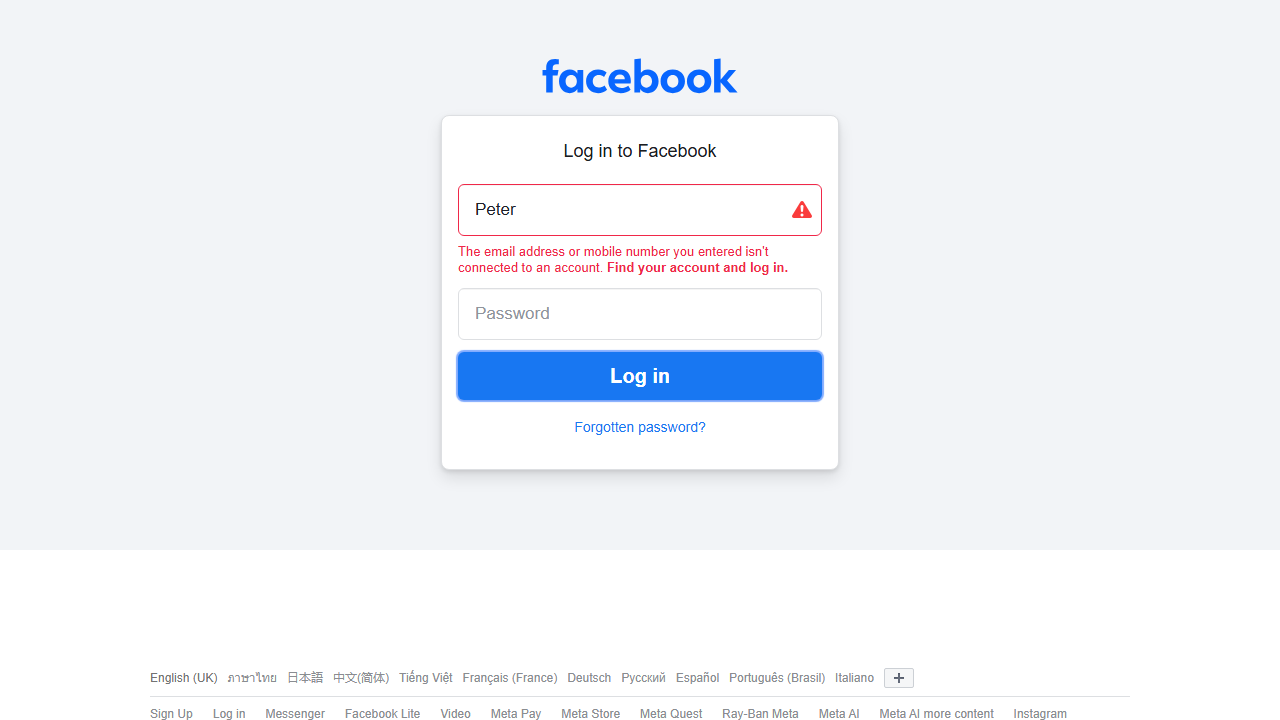 facebook
Log in to Facebook
Peter
The email address or mobile number you entered isn't
connected to an account. Find your account and log in.
Password
Log in
Forgotten password?
English (UK) ภาษาไทย 日本語 中文(简体) Tiếng Việt Français (France) Deutsch Русский Español Português (Brasil) Italiano
Sign Up Log in Messenger Facebook Lite Video Meta Pay Meta Store Meta Quest Ray-Ban Meta Meta AI Meta AI more content Instagram